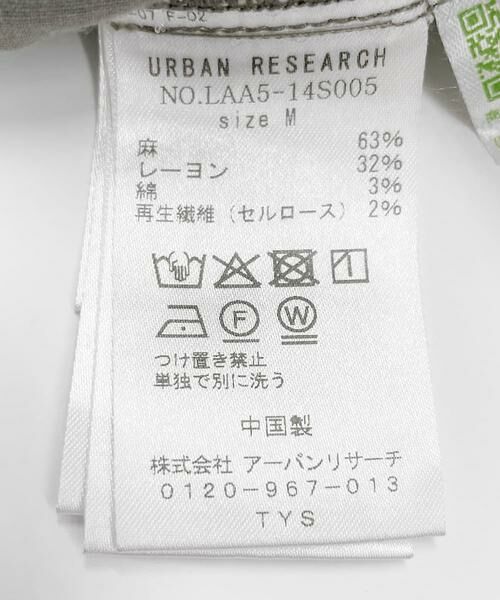 -07 F-02
URBAN RESEARCH
NO.LAA5-14S005
size M
麻 63%
レーヨン 32%
綿 3%
再生繊維（セルロース） 2%
F W
つけ置き禁止
単独で別に洗う
中国製
株式会社 アーバンリサーチ
0120-967-013
TYS